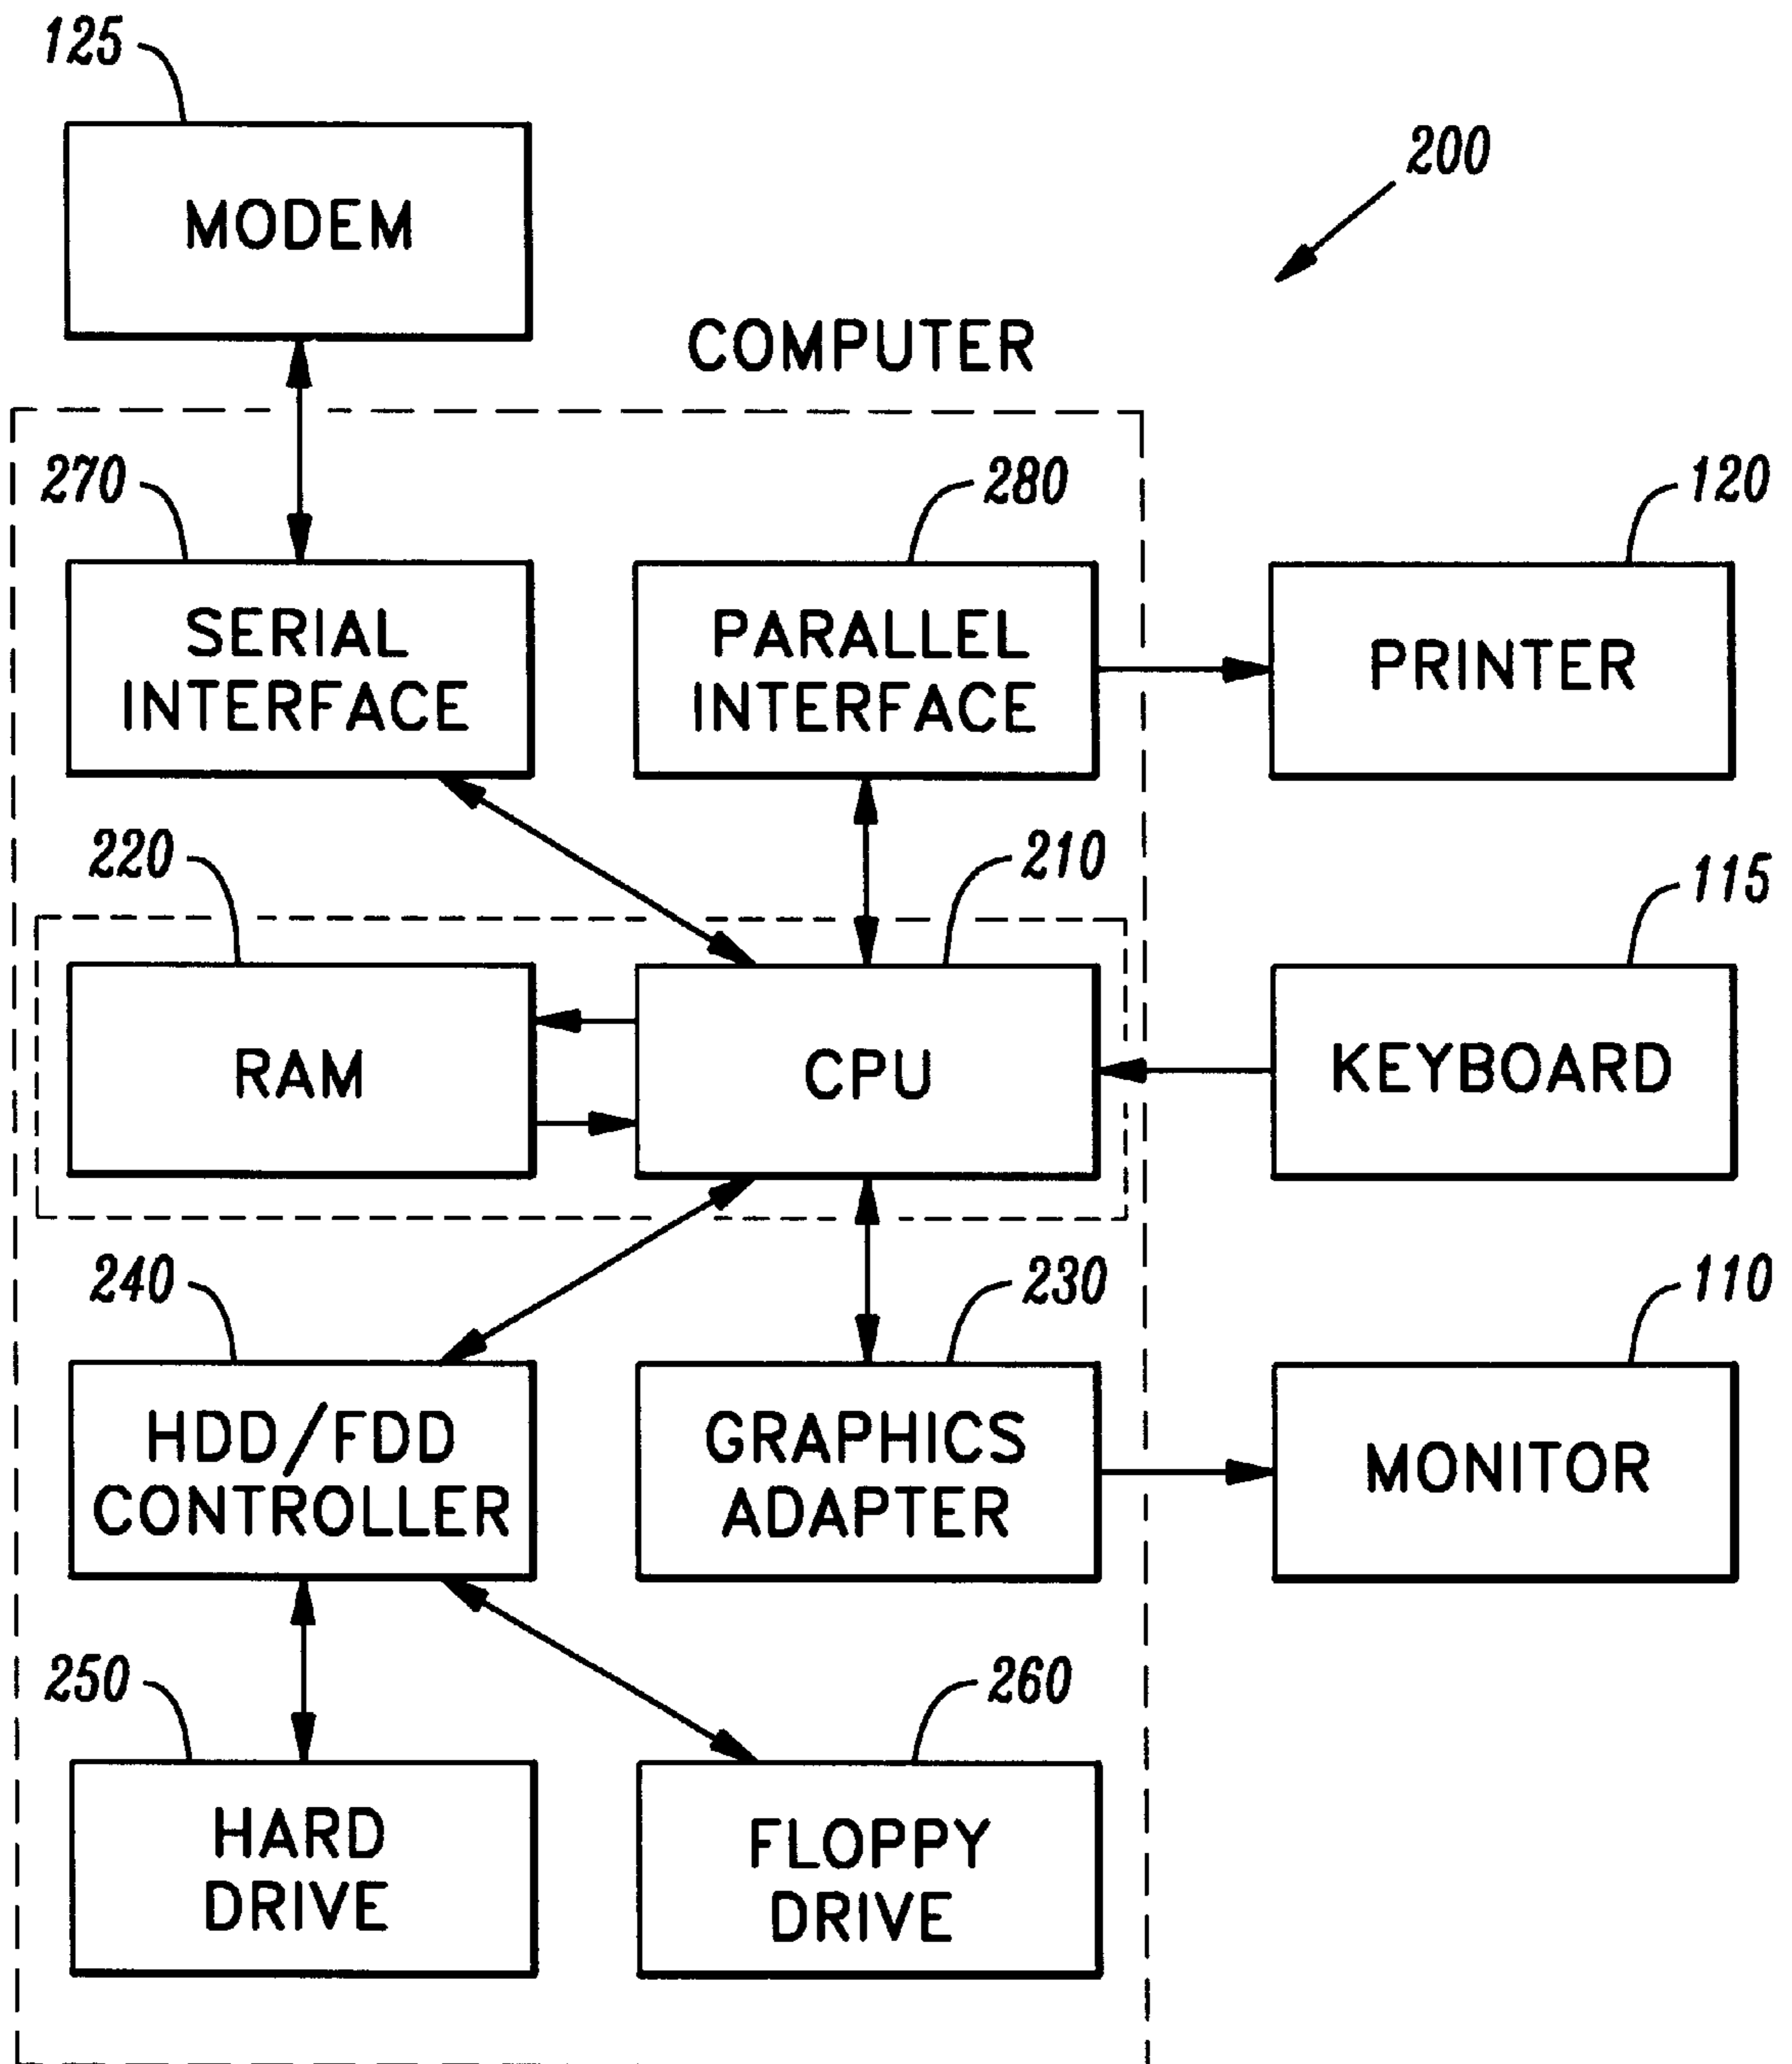 125
MODEM
200
COMPUTER
270
280
120
SERIAL
INTERFACE
PARALLEL
INTERFACE
PRINTER
220
210
115
RAM
CPU
KEYBOARD
240
230
110
HDD/FDD
CONTROLLER
GRAPHICS
ADAPTER
MONITOR
250
260
HARD
DRIVE
FLOPPY
DRIVE